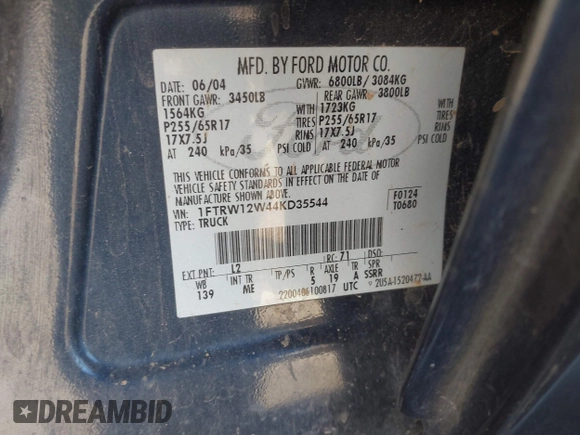 MFD. BY FORD MOTOR CO.
DATE: 06/04 GVWR: 6800LB/ 3084KG
FRONT GAWR: 3450LB REAR GAWR: 3800LB
1564KG WITH 1723KG WITH
P255/65R17 TIRES P255/65R17 TIRES
17X7.5J RIMS 17X7.5J RIMS
AT 240 kPa/35 PSI COLD AT 240 kPa/35 PSI COLD
THIS VEHICLE CONFORMS TO ALL APPLICABLE FEDERAL MOTOR
VEHICLE SAFETY STANDARDS IN EFFECT ON THE DATE OF
MANUFACTURE SHOWN ABOVE.
VIN: 1FTRW12W44KD35544 F0124
TYPE: TRUCK T0680
Ford
EXT PNT: L2 RC: 71 DSO:
WB INT TR TP/PS R AXLE TR SPR
139 ME 5 19 A SSRR
2200406100817 UTC 2U5A-1520472-AA
DREAMBID